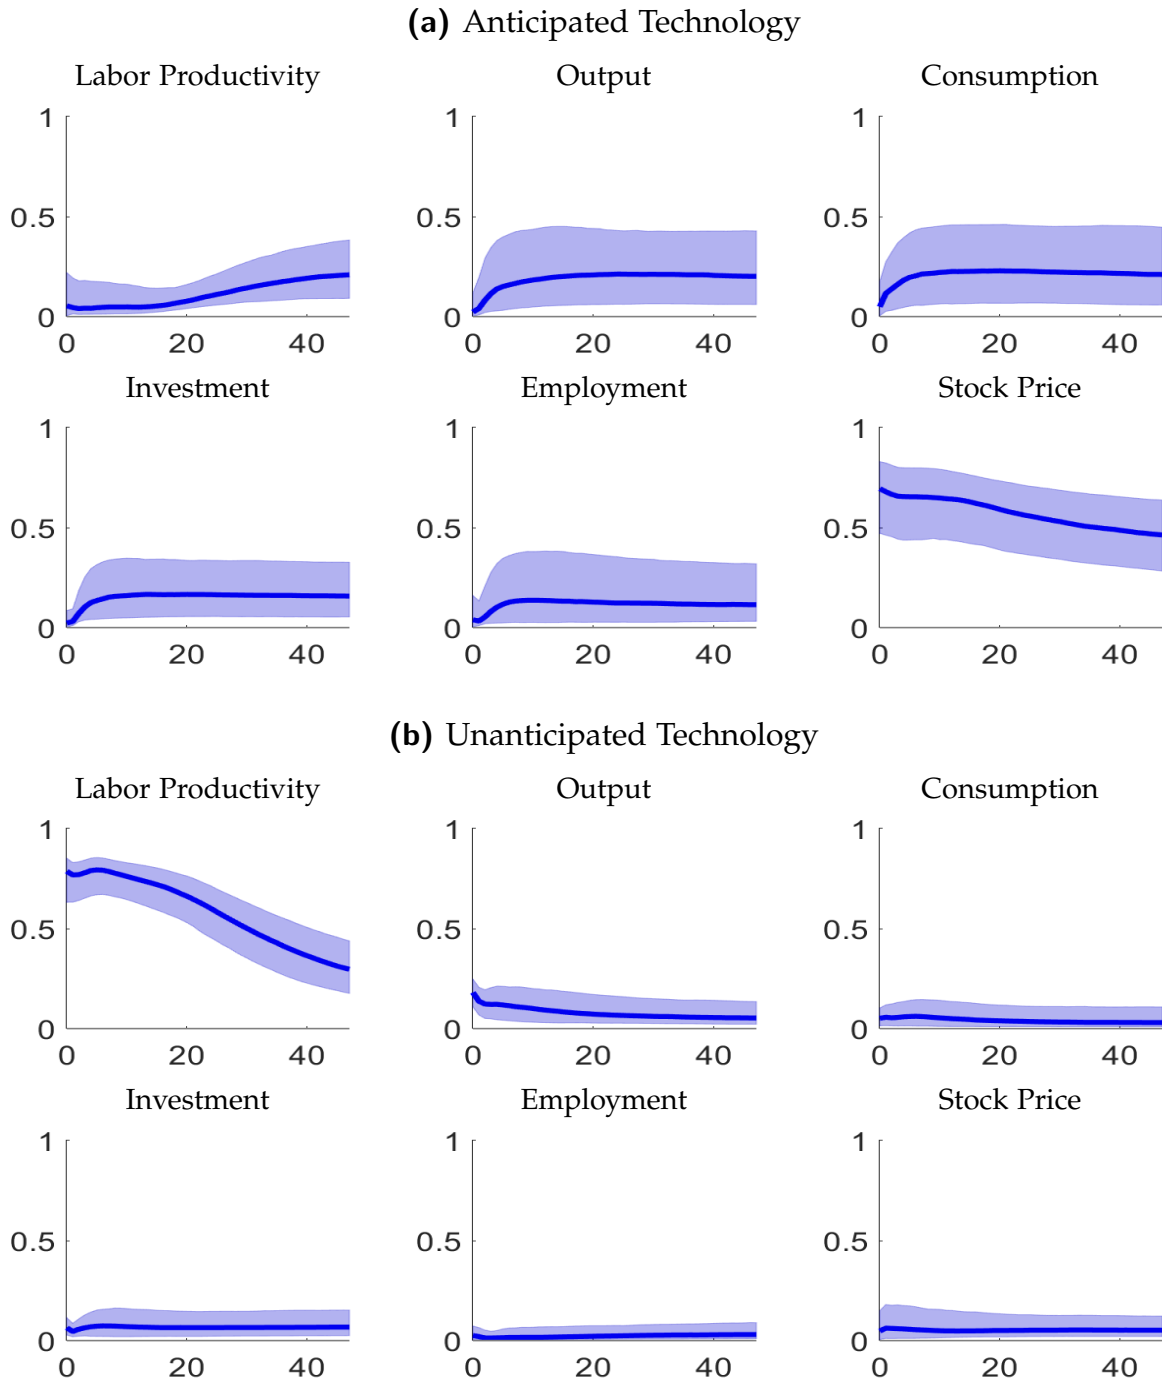 (a) Anticipated Technology
Labor Productivity Output Consumption
1 1 1
0.5 0.5 0.5
0 0 0
0 20 40 0 20 40 0 20 40
Investment Employment Stock Price
1 1 1
0.5 0.5 0.5
0 0 0
0 20 40 0 20 40 0 20 40
(b) Unanticipated Technology
Labor Productivity Output Consumption
1 1 1
0.5 0.5 0.5
0 0 0
0 20 40 0 20 40 0 20 40
Investment Employment Stock Price
1 1 1
0.5 0.5 0.5
0 0 0
0 20 40 0 20 40 0 20 40